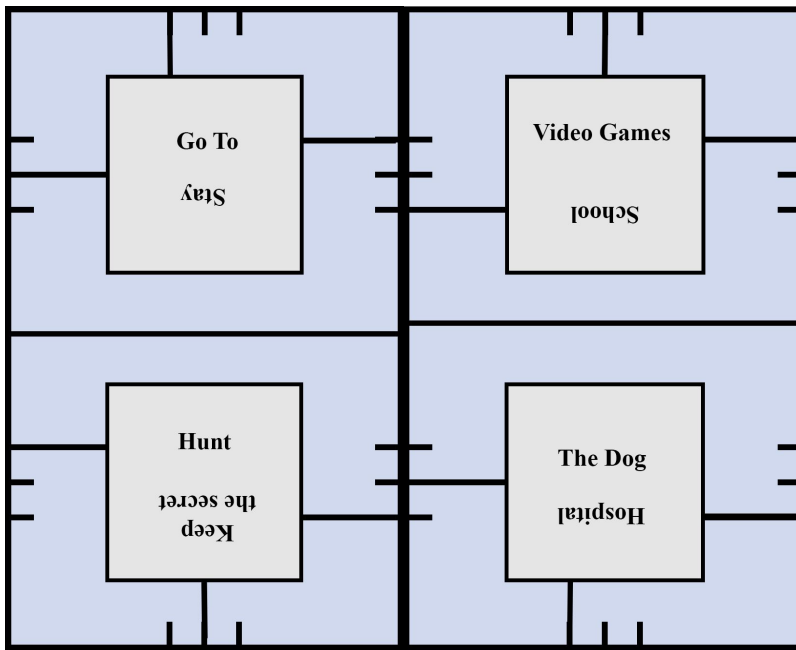 Go To
Stay
Video Games
School
Hunt
Keep
the secret
The Dog
Hospital